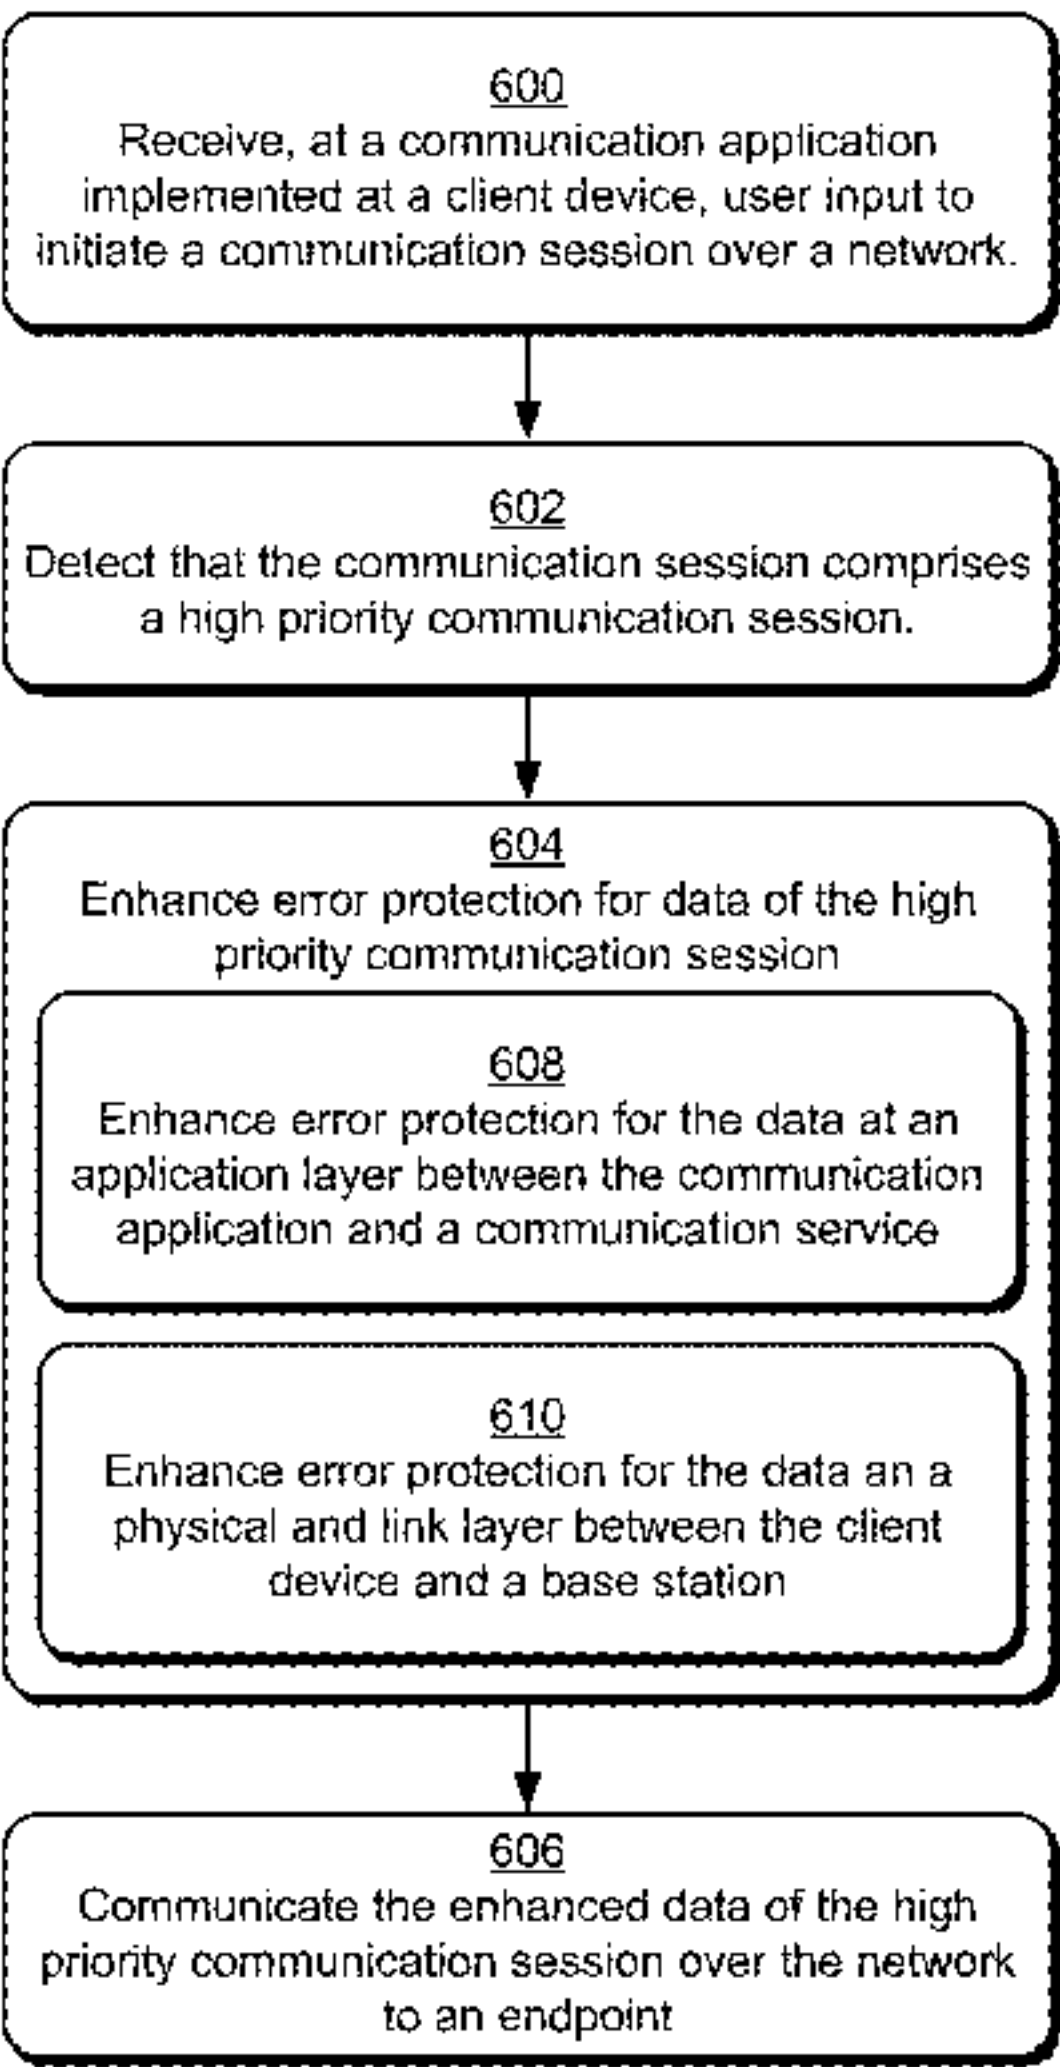 600
Receive, at a communication application
implemented at a client device, user input to
initiate a communication session over a network.
602
Detect that the communication session comprises
a high priority communication session.
604
Enhance error protection for data of the high
priority communication session
608
Enhance error protection for the data at an
application layer between the communication
application and a communication service
610
Enhance error protection for the data an a
physical and link layer between the client
device and a base station
606
Communicate the enhanced data of the high
priority communication session over the network
to an endpoint